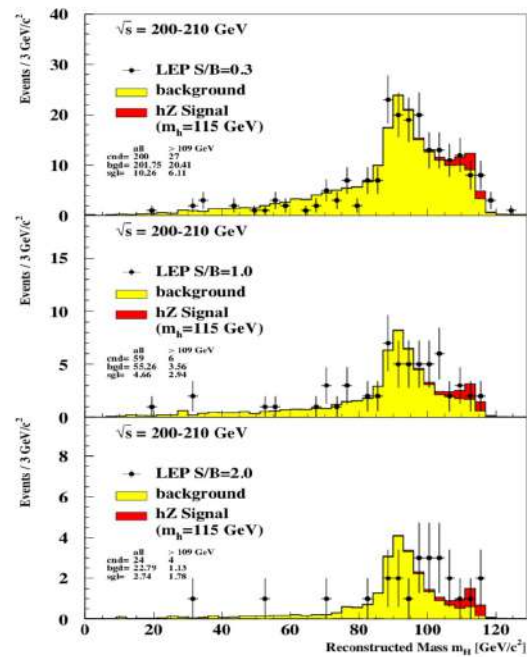 Events / 3 GeV/c²
40
30
20
10
0
√s = 200-210 GeV
LEP S/B=0.3
background
hZ Signal
(m_h=115 GeV)
all > 109 GeV
cnd= 200 27
bgd= 201.75 20.41
sgl= 10.26 6.11
Events / 3 GeV/c²
15
10
5
0
√s = 200-210 GeV
LEP S/B=1.0
background
hZ Signal
(m_h=115 GeV)
all > 109 GeV
cnd= 59 6
bgd= 55.26 3.56
sgl= 4.66 2.94
Events / 3 GeV/c²
8
6
4
2
0
√s = 200-210 GeV
LEP S/B=2.0
background
hZ Signal
(m_h=115 GeV)
all > 109 GeV
cnd= 24 4
bgd= 22.79 1.13
sgl= 2.74 1.78
0 20 40 60 80 100 120
Reconstructed Mass m_H [GeV/c²]